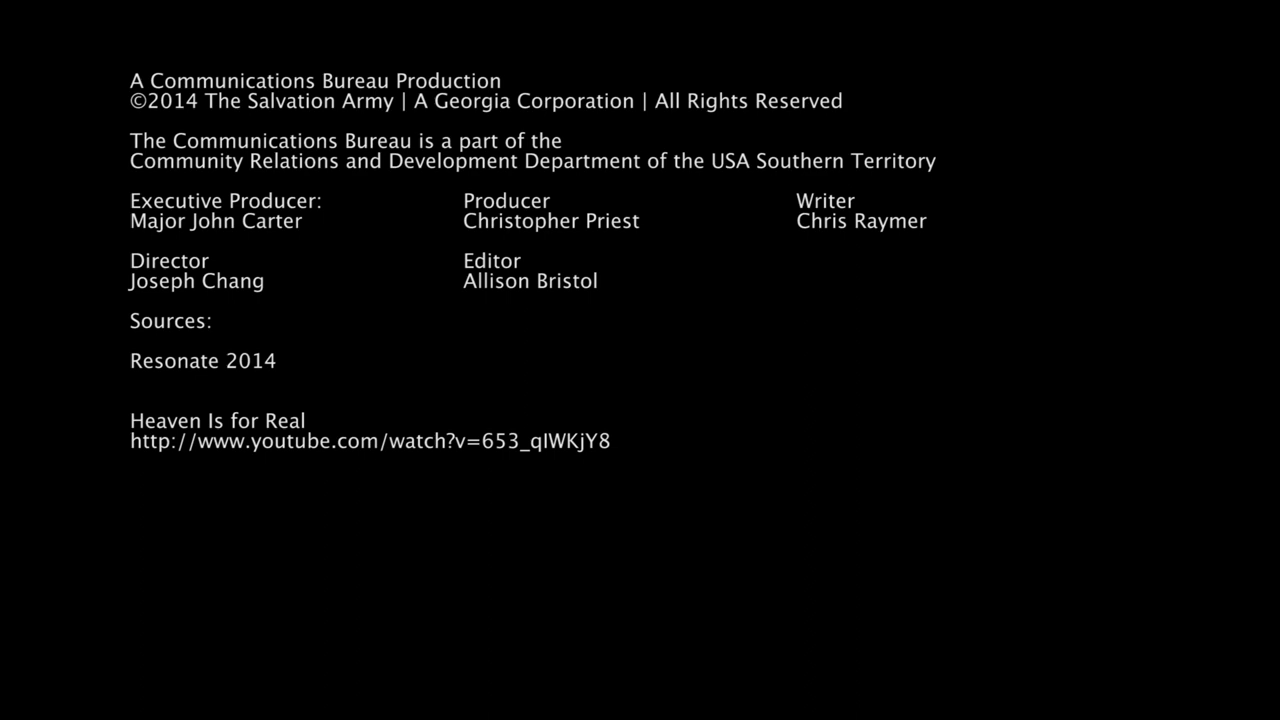 A Communications Bureau Production
©2014 The Salvation Army | A Georgia Corporation | All Rights Reserved
The Communications Bureau is a part of the
Community Relations and Development Department of the USA Southern Territory
Executive Producer: Producer Writer
Major John Carter Christopher Priest Chris Raymer
Director Editor
Joseph Chang Allison Bristol
Sources:
Resonate 2014
Heaven Is for Real
http://www.youtube.com/watch?v=653_qIWKjY8